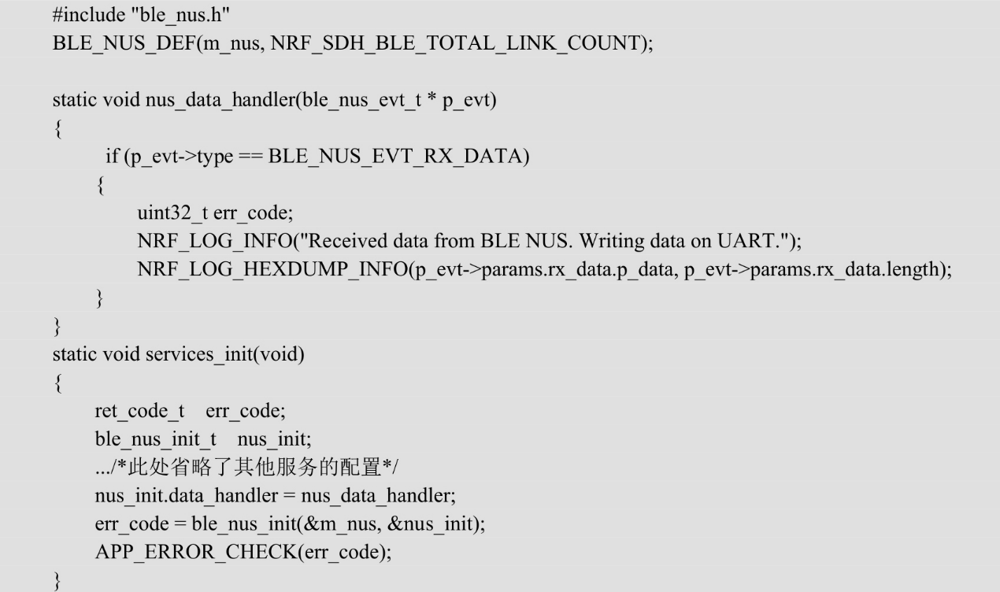 #include "ble_nus.h"
BLE_NUS_DEF(m_nus, NRF_SDH_BLE_TOTAL_LINK_COUNT);
static void nus_data_handler(ble_nus_evt_t * p_evt)
{
if (p_evt->type == BLE_NUS_EVT_RX_DATA)
{
uint32_t err_code;
NRF_LOG_INFO("Received data from BLE NUS. Writing data on UART.");
NRF_LOG_HEXDUMP_INFO(p_evt->params.rx_data.p_data, p_evt->params.rx_data.length);
}
}
static void services_init(void)
{
ret_code_t err_code;
ble_nus_init_t nus_init;
.../*此处省略了其他服务的配置*/
nus_init.data_handler = nus_data_handler;
err_code = ble_nus_init(&m_nus, &nus_init);
APP_ERROR_CHECK(err_code);
}